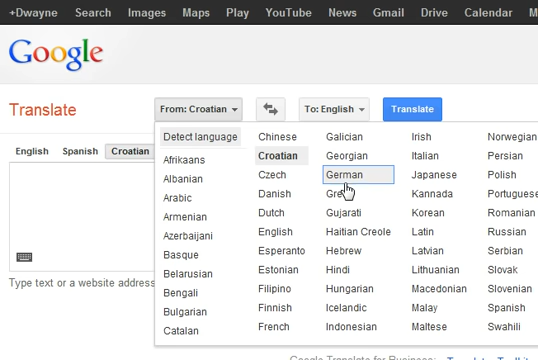 +Dwayne Search Images Maps Play YouTube News Gmail Drive Calendar
Google
Translate From: Croatian To: English Translate
English Spanish Croatian
Type text or a website address
Detect language
Afrikaans
Albanian
Arabic
Armenian
Azerbaijani
Basque
Belarusian
Bengali
Bulgarian
Catalan
Chinese
Croatian
Czech
Danish
Dutch
English
Esperanto
Estonian
Filipino
Finnish
French
Galician
Georgian
German
Gujarati
Haitian Creole
Hebrew
Hindi
Hungarian
Icelandic
Indonesian
Irish
Italian
Japanese
Kannada
Korean
Latin
Latvian
Lithuanian
Macedonian
Malay
Maltese
Norwegian
Persian
Polish
Portuguese
Romanian
Russian
Serbian
Slovak
Slovenian
Spanish
Swahili
Google Translate for Business: